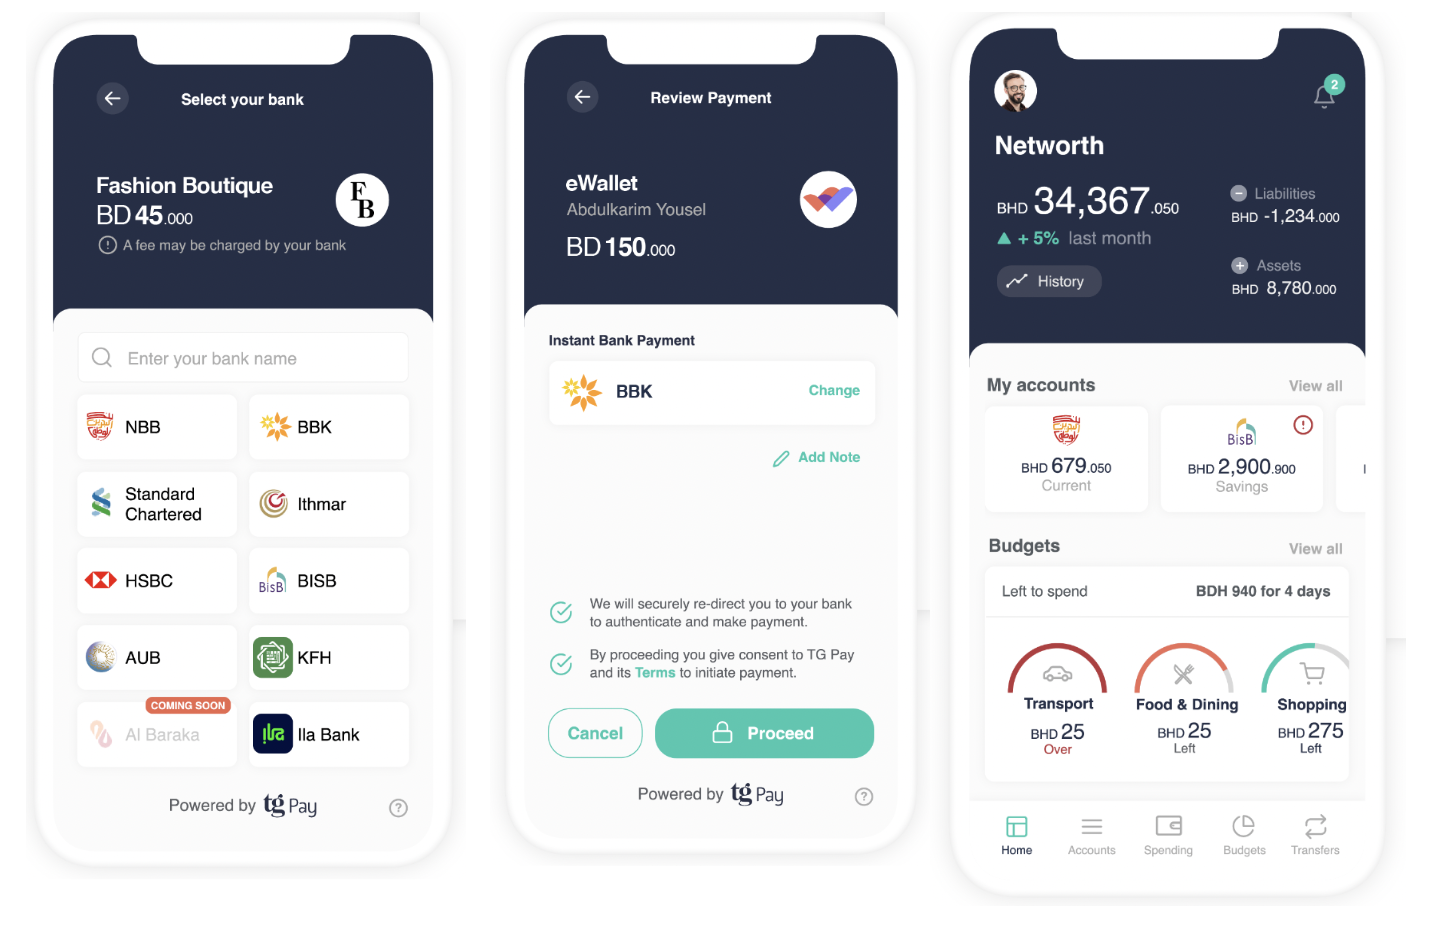 Select your bank
Fashion Boutique
BD 45.000
A fee may be charged by your bank
FB
Enter your bank name
NBB
BBK
Standard
Chartered
Ithmar
HSBC
BisB
BISB
AUB
KFH
COMING SOON
Al Baraka
ila
Ila Bank
Powered by tg Pay
?
Review Payment
eWallet
Abdulkarim Yousel
BD 150.000
Instant Bank Payment
BBK
Change
Add Note
We will securely re-direct you to your bank
to authenticate and make payment.
By proceeding you give consent to TG Pay
and its Terms to initiate payment.
Cancel
Proceed
Powered by tg Pay
?
2
Networth
BHD 34,367.050
+ 5% last month
History
Liabilities
BHD -1,234.000
Assets
BHD 8,780.000
My accounts
View all
BHD 679.050
Current
BisB
BHD 2,900.900
Savings
Budgets
View all
Left to spend
BDH 940 for 4 days
Transport
BHD 25
Over
Food & Dining
BHD 25
Left
Shopping
BHD 275
Left
Home
Accounts
Spending
Budgets
Transfers